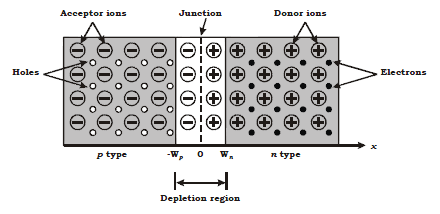 Acceptor ions Junction Donor ions
Holes Electrons
p type -Wp 0 Wn n type x
Depletion region